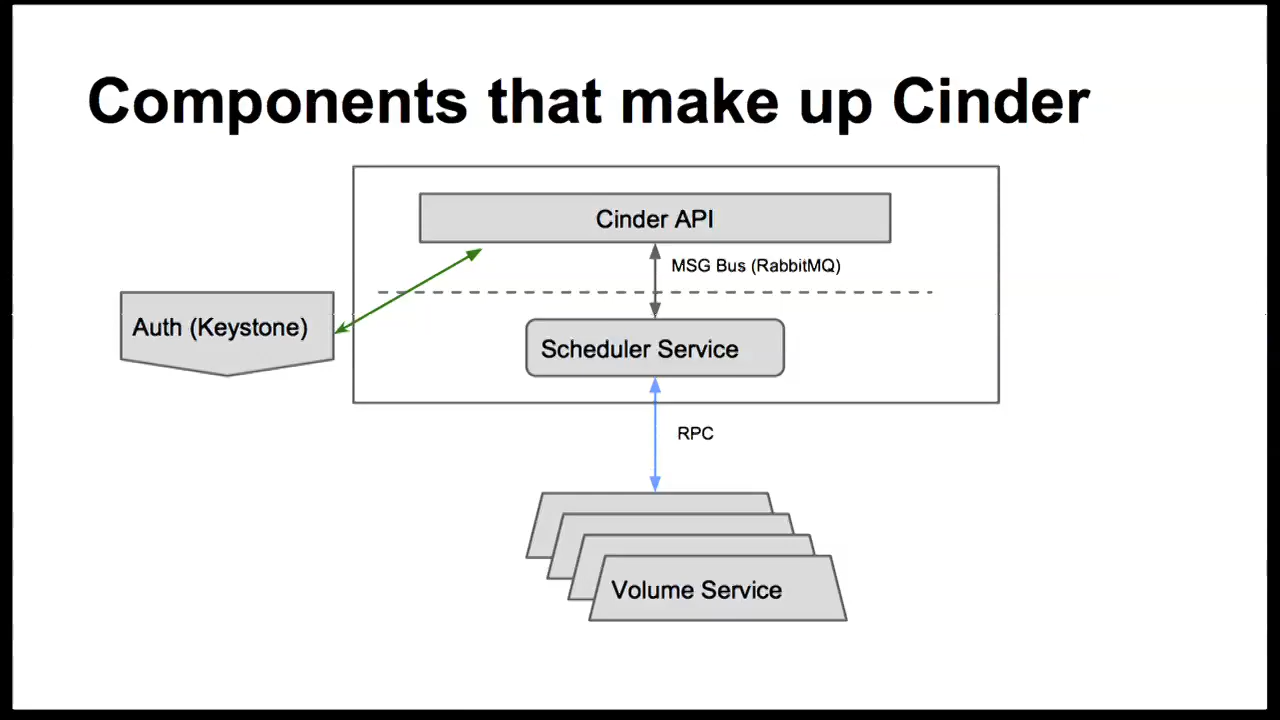 Components that make up Cinder
Cinder API
MSG Bus (RabbitMQ)
Auth (Keystone)
Scheduler Service
RPC
Volume Service